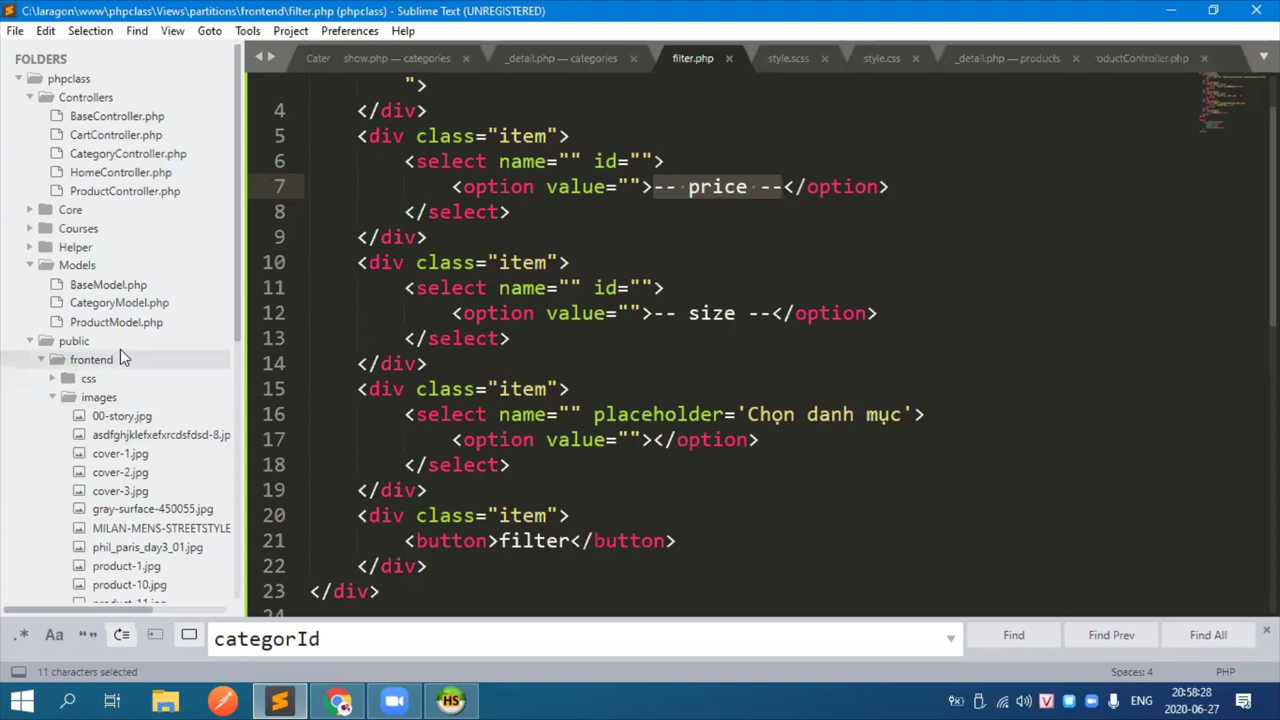 C:\laragon\www\phpclass\Views\partitions\frontend\filter.php (phpclass) - Sublime Text (UNREGISTERED)
File Edit Selection Find View Goto Tools Project Preferences Help
FOLDERS
phpclass
Controllers
BaseController.php
CartController.php
CategoryController.php
HomeController.php
ProductController.php
Core
Courses
Helper
Models
BaseModel.php
CategoryModel.php
ProductModel.php
public
frontend
css
images
00-story.jpg
asdfghjklefxefxrcdsfdsd-8.jp
cover-1.jpg
cover-2.jpg
cover-3.jpg
gray-surface-450055.jpg
MILAN-MENS-STREETSTYLE
phil_paris_day3_01.jpg
product-1.jpg
product-10.jpg
product-11.jpg
Cater show.php — categories _detail.php — categories filter.php style.scss style.css _detail.php — products roductController.php
">
4 </div>
5 <div class="item">
6 <select name="" id="">
7 <option value="">-- price --</option>
8 </select>
9 </div>
10 <div class="item">
11 <select name="" id="">
12 <option value="">-- size --</option>
13 </select>
14 </div>
15 <div class="item">
16 <select name="" placeholder='Chọn danh mục'>
17 <option value=""></option>
18 </select>
19 </div>
20 <div class="item">
21 <button>filter</button>
22 </div>
23 </div>
24
.* Aa “” categorId Find Find Prev Find All
11 characters selected Spaces: 4 PHP
HS V ENG 20:58:28
2020-06-27